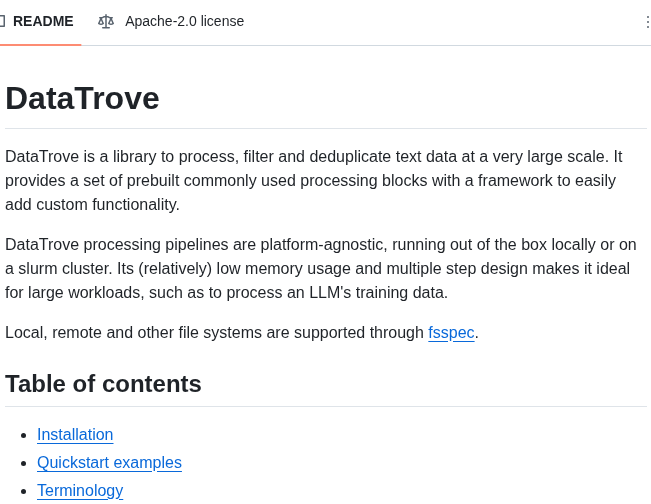 README Apache-2.0 license
DataTrove
DataTrove is a library to process, filter and deduplicate text data at a very large scale. It
provides a set of prebuilt commonly used processing blocks with a framework to easily
add custom functionality.
DataTrove processing pipelines are platform-agnostic, running out of the box locally or on
a slurm cluster. Its (relatively) low memory usage and multiple step design makes it ideal
for large workloads, such as to process an LLM's training data.
Local, remote and other file systems are supported through fsspec.
Table of contents
Installation
Quickstart examples
Terminology